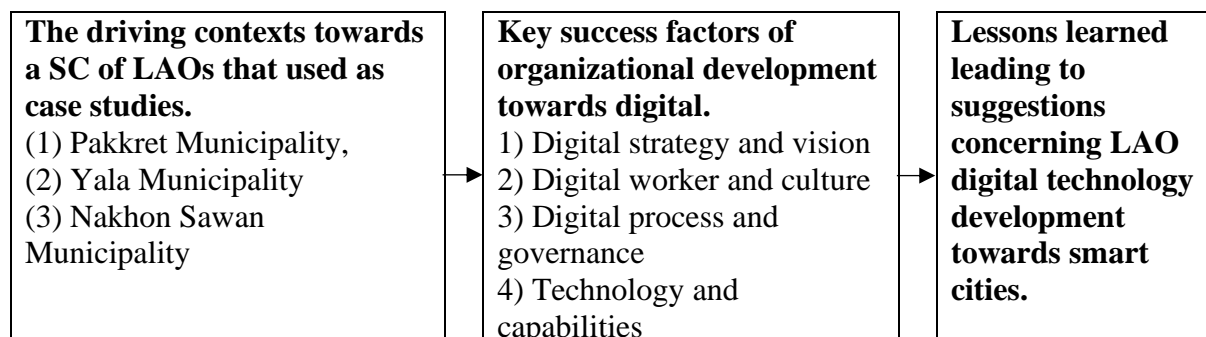 The driving contexts towards
a SC of LAOs that used as
case studies.
(1) Pakkret Municipality,
(2) Yala Municipality
(3) Nakhon Sawan
Municipality
Key success factors of
organizational development
towards digital.
1) Digital strategy and vision
2) Digital worker and culture
3) Digital process and
governance
4) Technology and
capabilities
Lessons learned
leading to
suggestions
concerning LAO
digital technology
development
towards smart
cities.